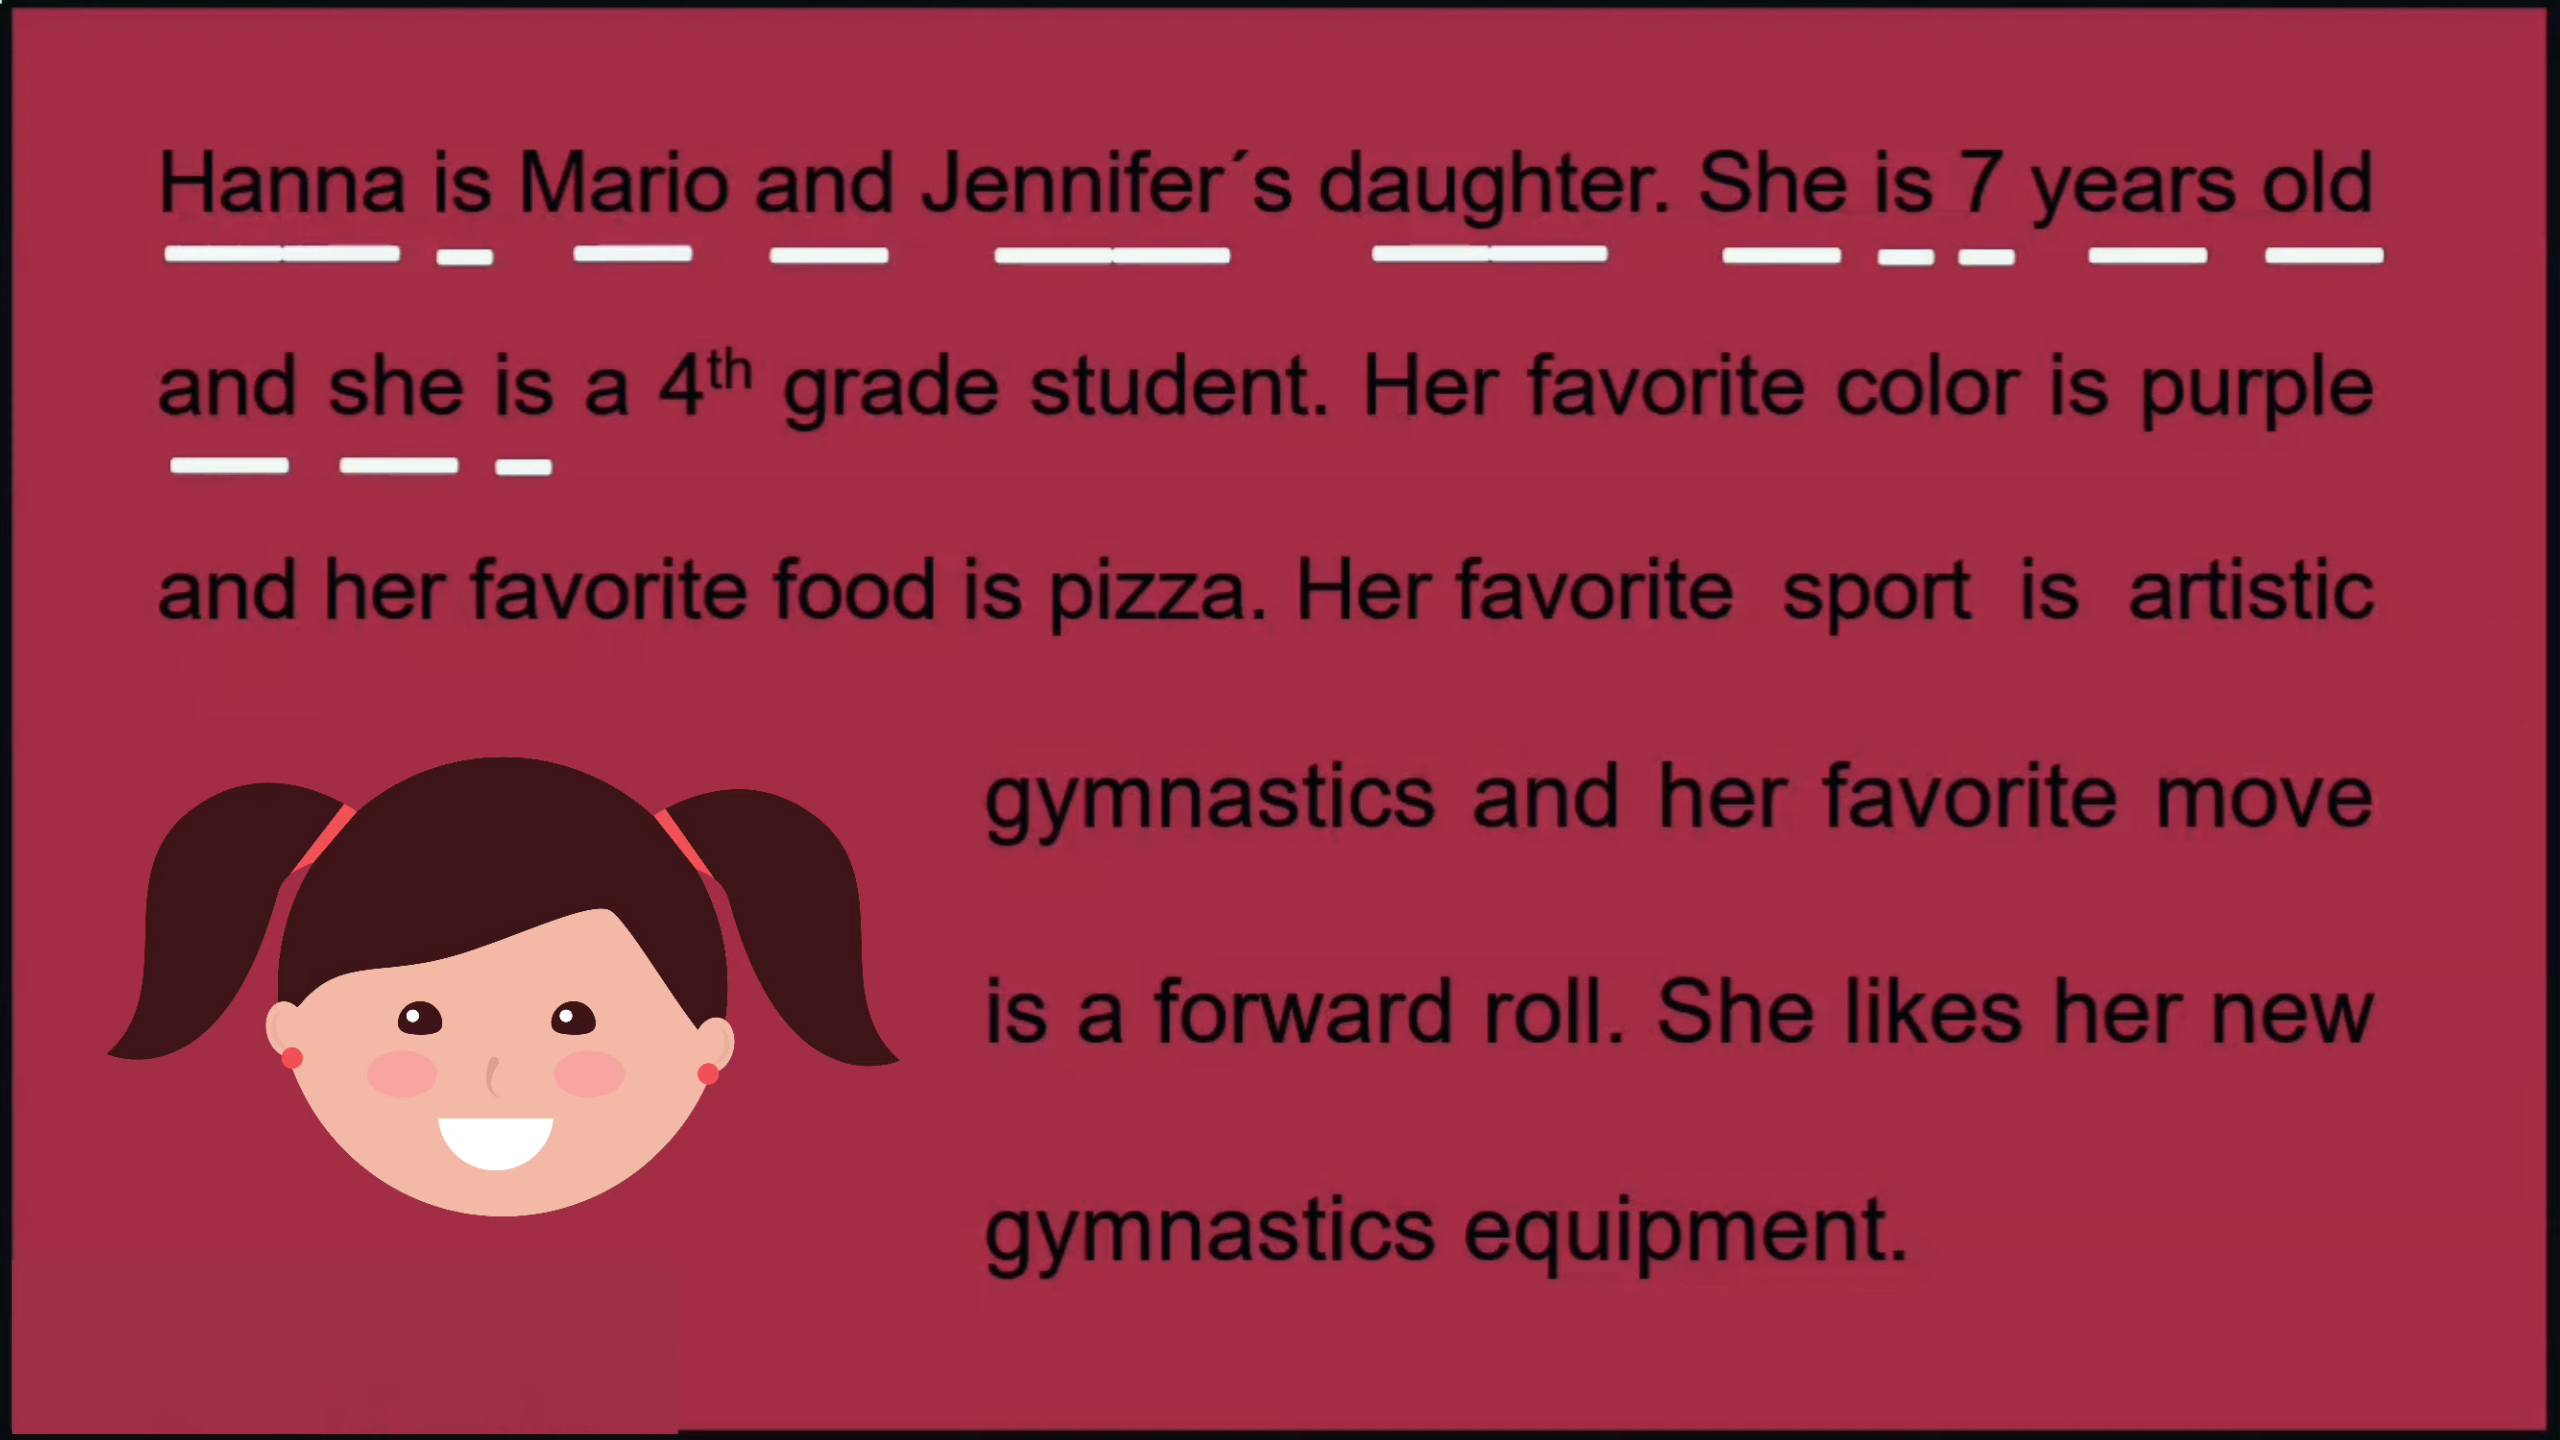 Hanna is Mario and Jennifer´s daughter. She is 7 years old
and she is a 4th grade student. Her favorite color is purple
and her favorite food is pizza. Her favorite sport is artistic
gymnastics and her favorite move
is a forward roll. She likes her new
gymnastics equipment.